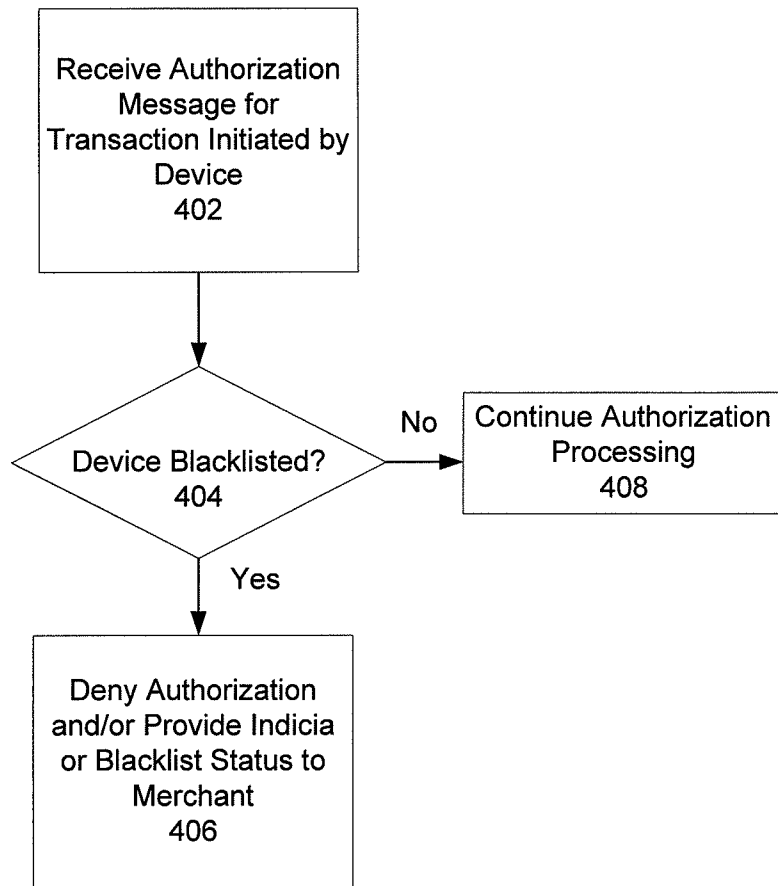 Receive Authorization
Message for
Transaction Initiated by
Device
402
Device Blacklisted?
404
No
Continue Authorization
Processing
408
Yes
Deny Authorization
and/or Provide Indicia
or Blacklist Status to
Merchant
406